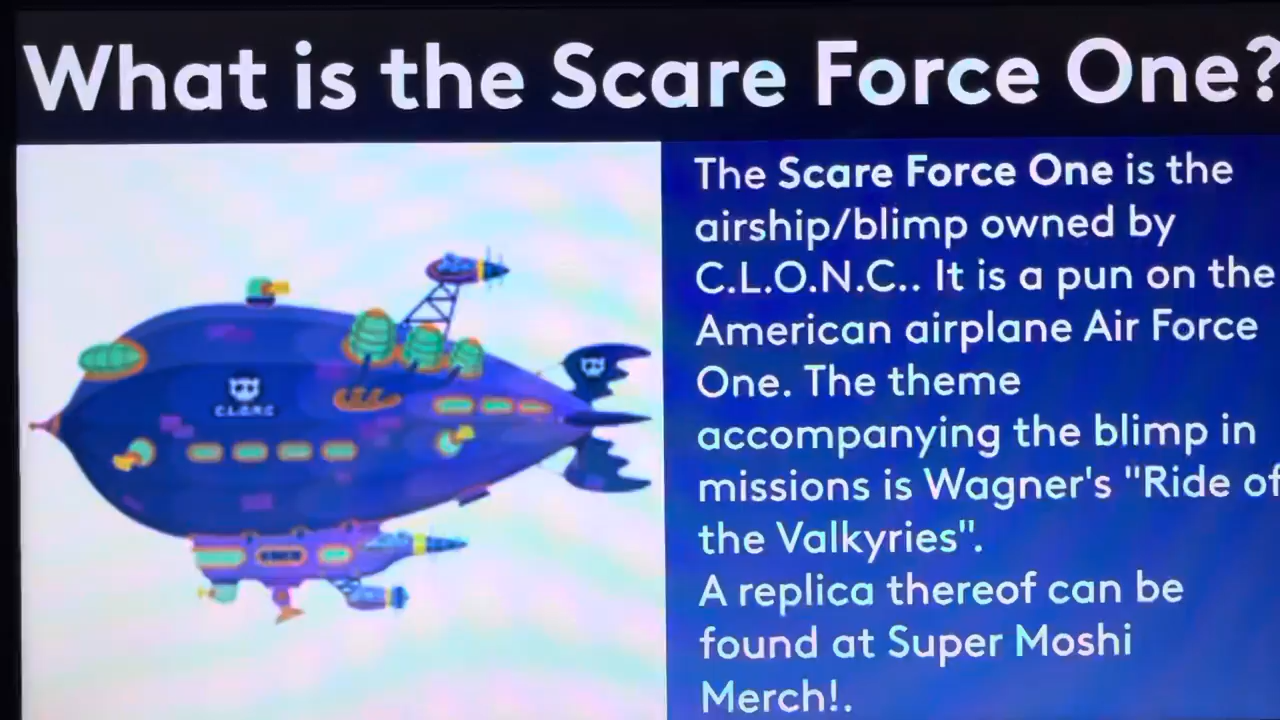 What is the Scare Force One?
The Scare Force One is the
airship/blimp owned by
C.L.O.N.C.. It is a pun on the
American airplane Air Force
One. The theme
accompanying the blimp in
missions is Wagner's "Ride of
the Valkyries".
A replica thereof can be
found at Super Moshi
Merch!.
C.L.O.N.C